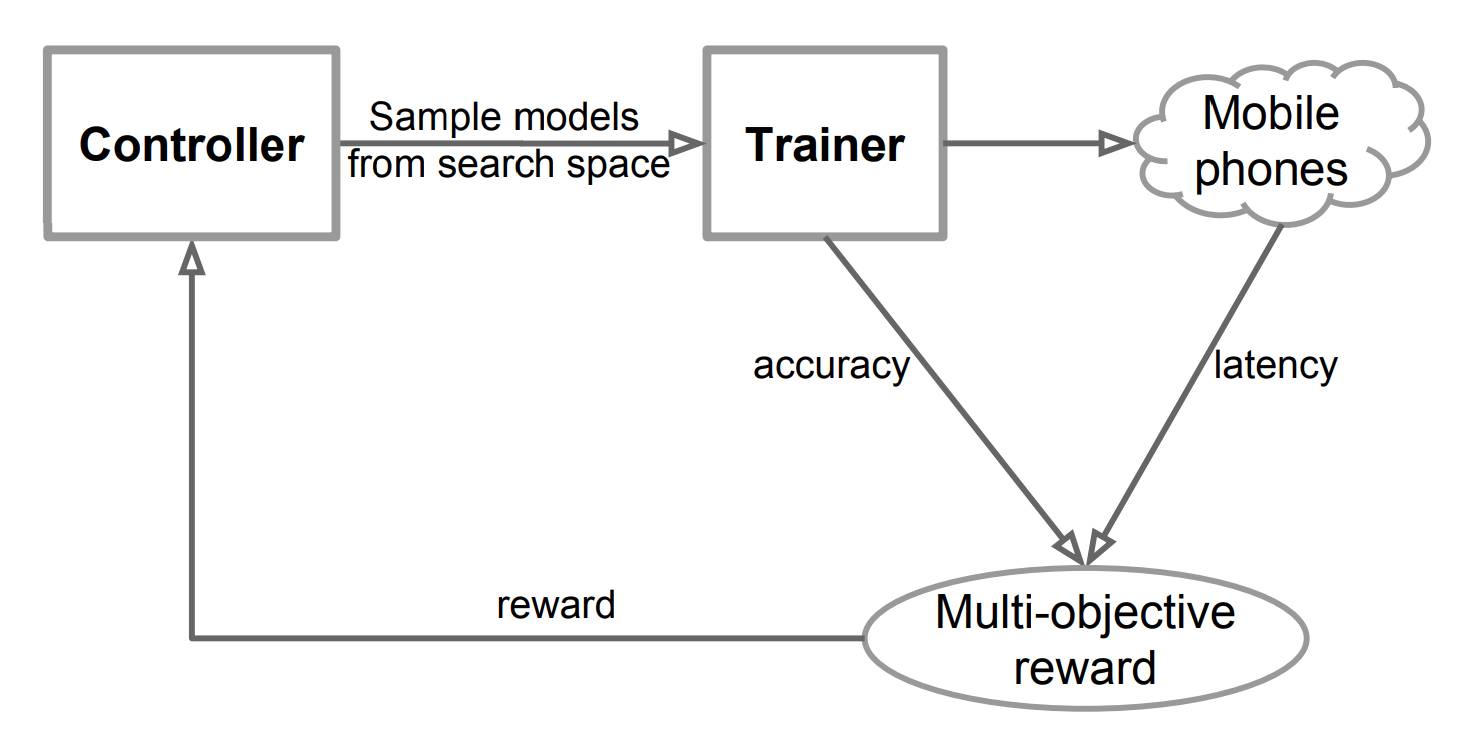 Controller
Sample models
from search space
Trainer
Mobile
phones
accuracy
latency
reward
Multi-objective
reward